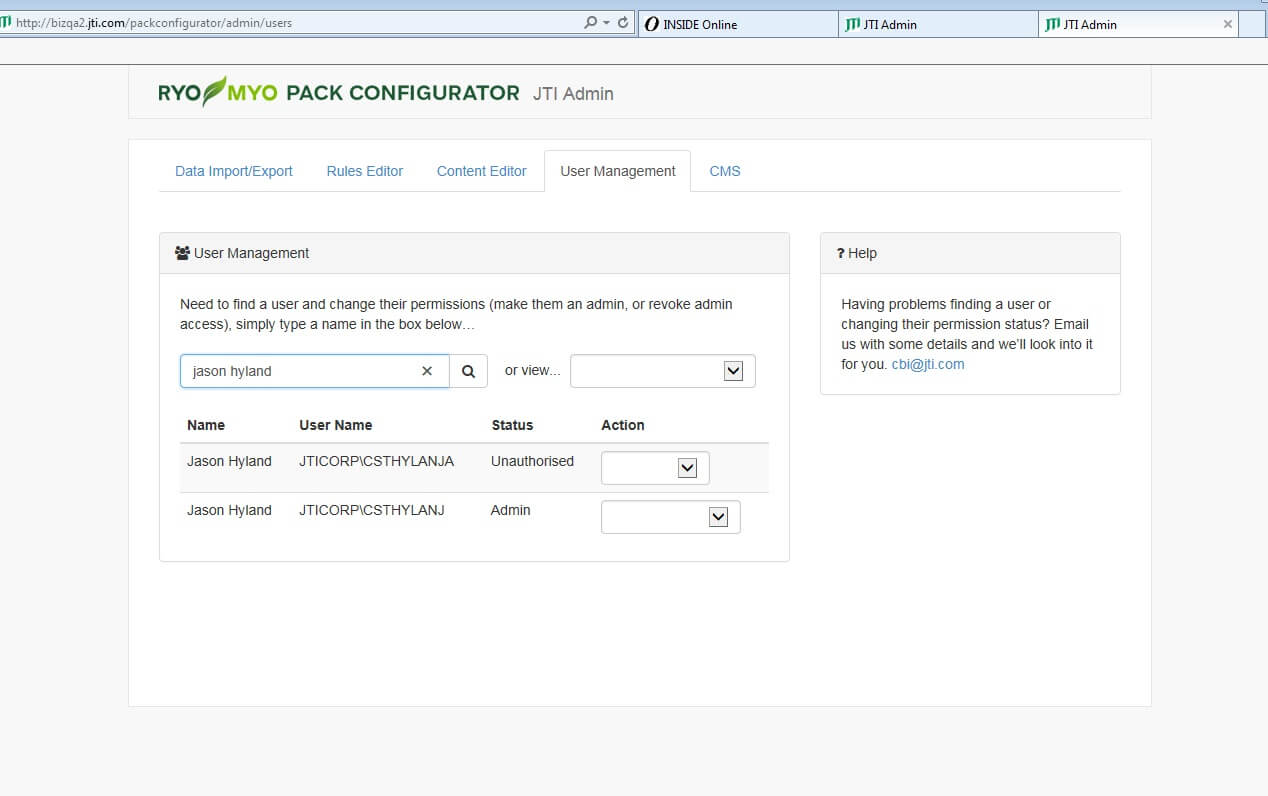 http://bizqa2.jti.com/packconfigurator/admin/users
INSIDE Online
JTI Admin
JTI Admin
RYO MYO PACK CONFIGURATOR JTI Admin
Data Import/Export Rules Editor Content Editor User Management CMS
User Management
Need to find a user and change their permissions (make them an admin, or revoke admin
access), simply type a name in the box below…
jason hyland
or view...
Name User Name Status Action
Jason Hyland JTICORP\CSTHYLANJA Unauthorised
Jason Hyland JTICORP\CSTHYLANJ Admin
? Help
Having problems finding a user or
changing their permission status? Email
us with some details and we'll look into it
for you. cbi@jti.com